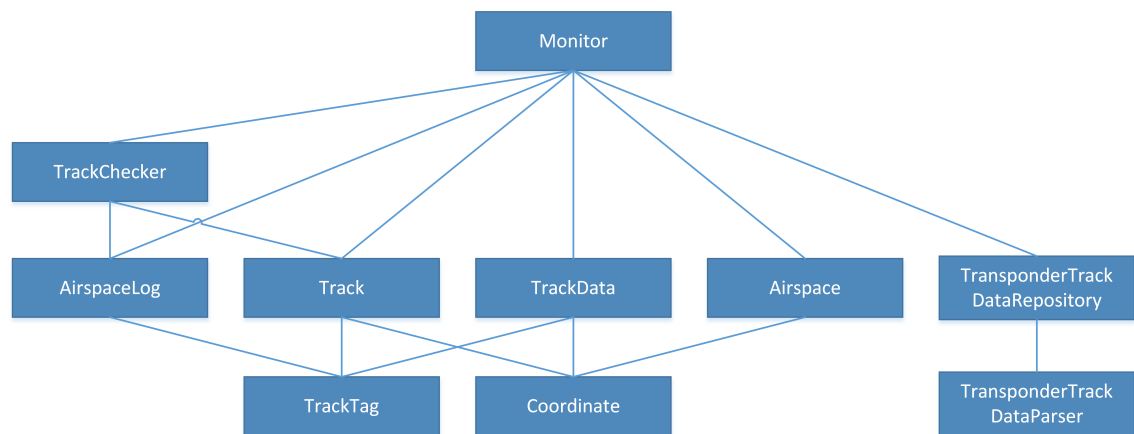 Monitor
TrackChecker
AirspaceLog
Track
TrackData
Airspace
TransponderTrack
DataRepository
TrackTag
Coordinate
TransponderTrack
DataParser